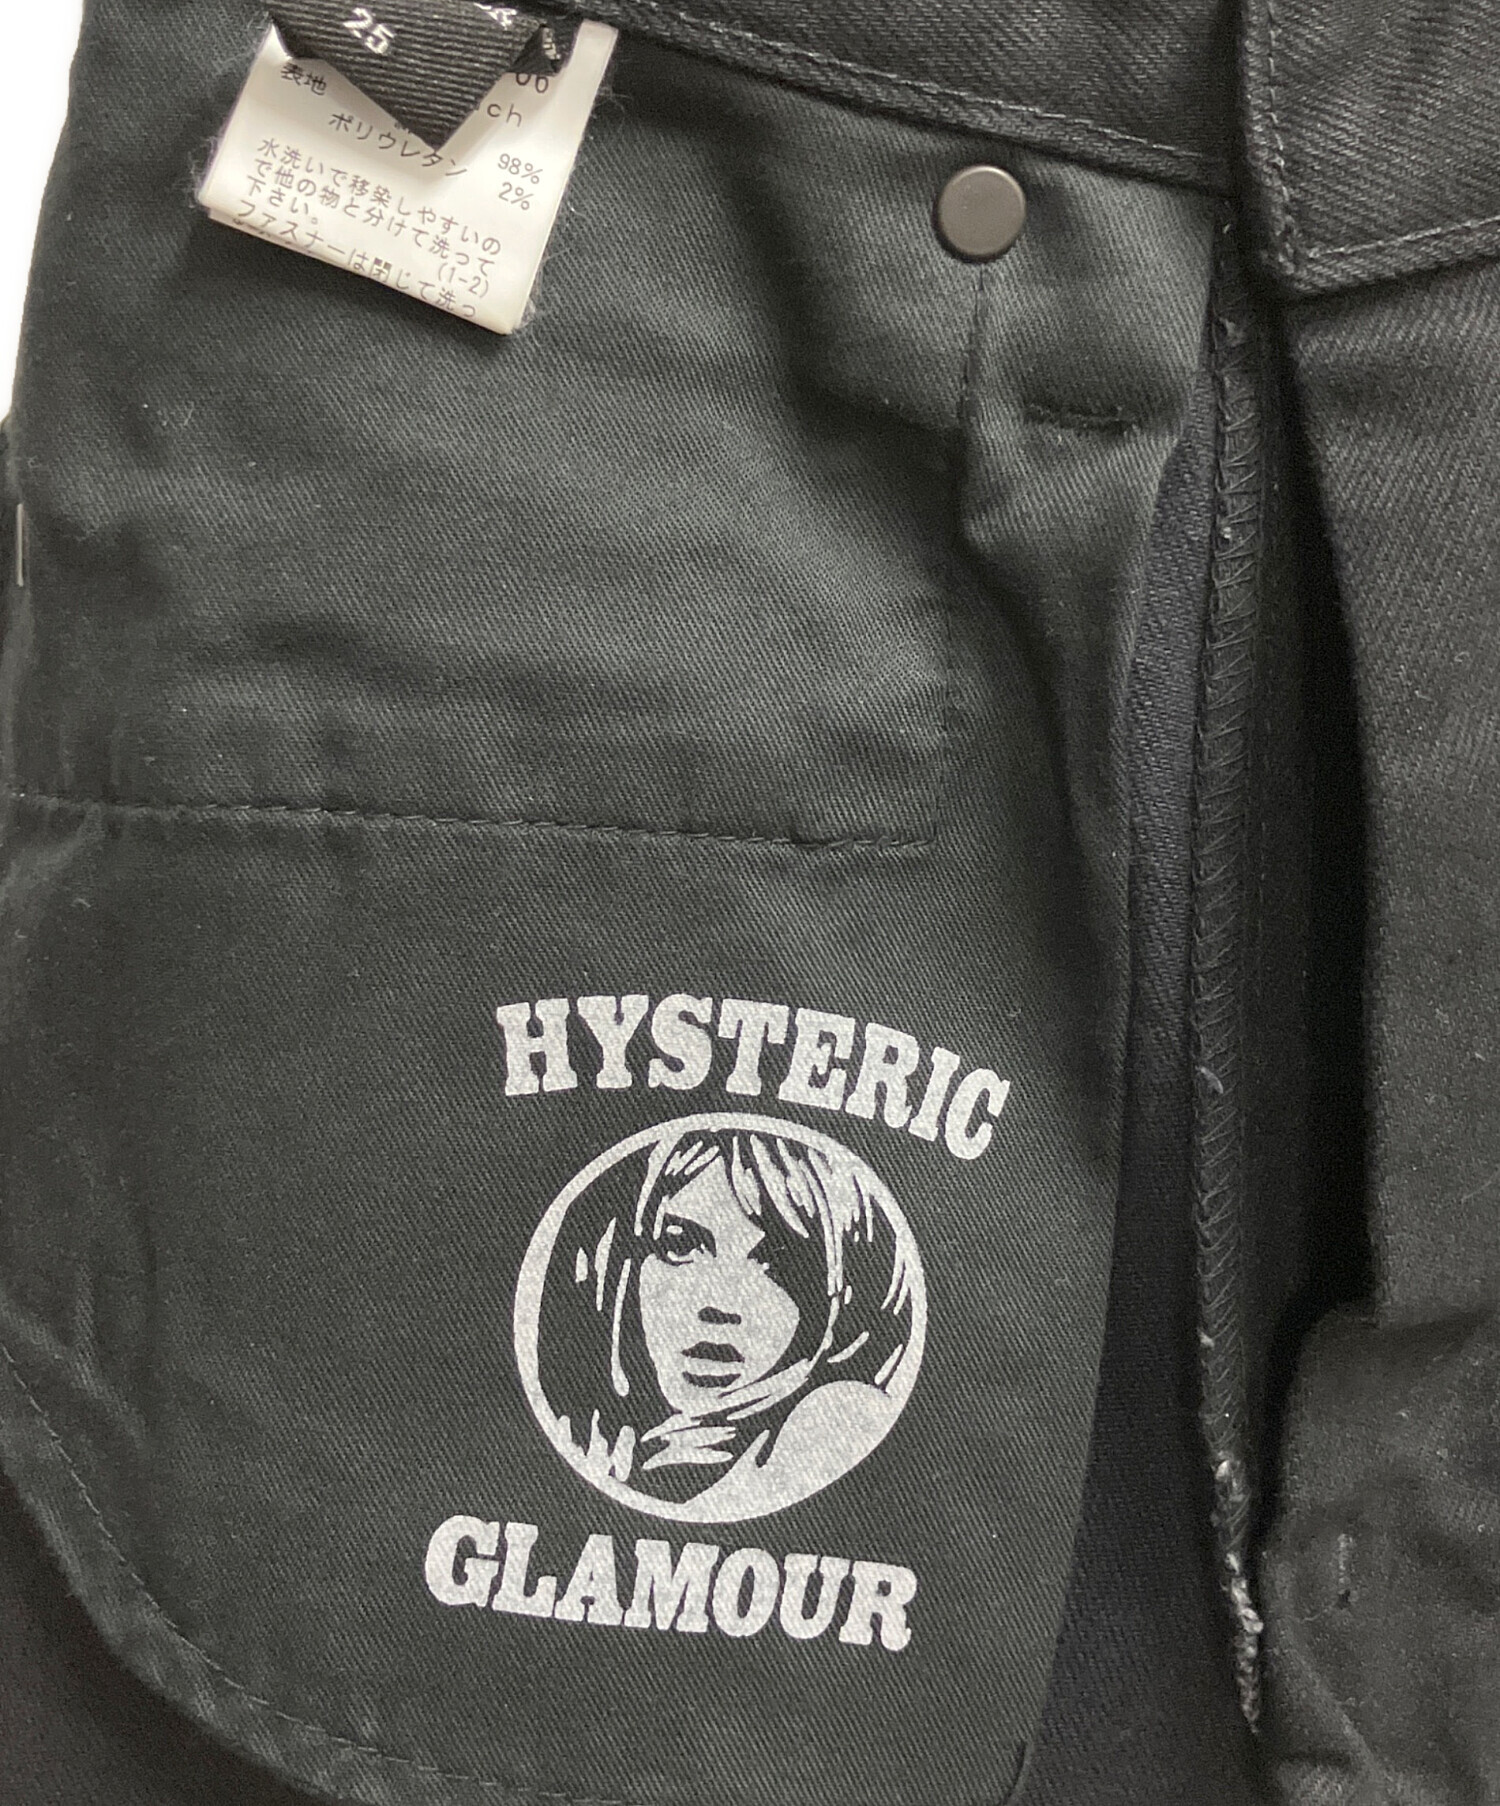 25
表地
ポリウレタン
98%
2%
水洗いで移染しやすいの
で他の物と分けて洗って
下さい。
(1-2)
ファスナーは閉じて洗っ
HYSTERIC
GLAMOUR